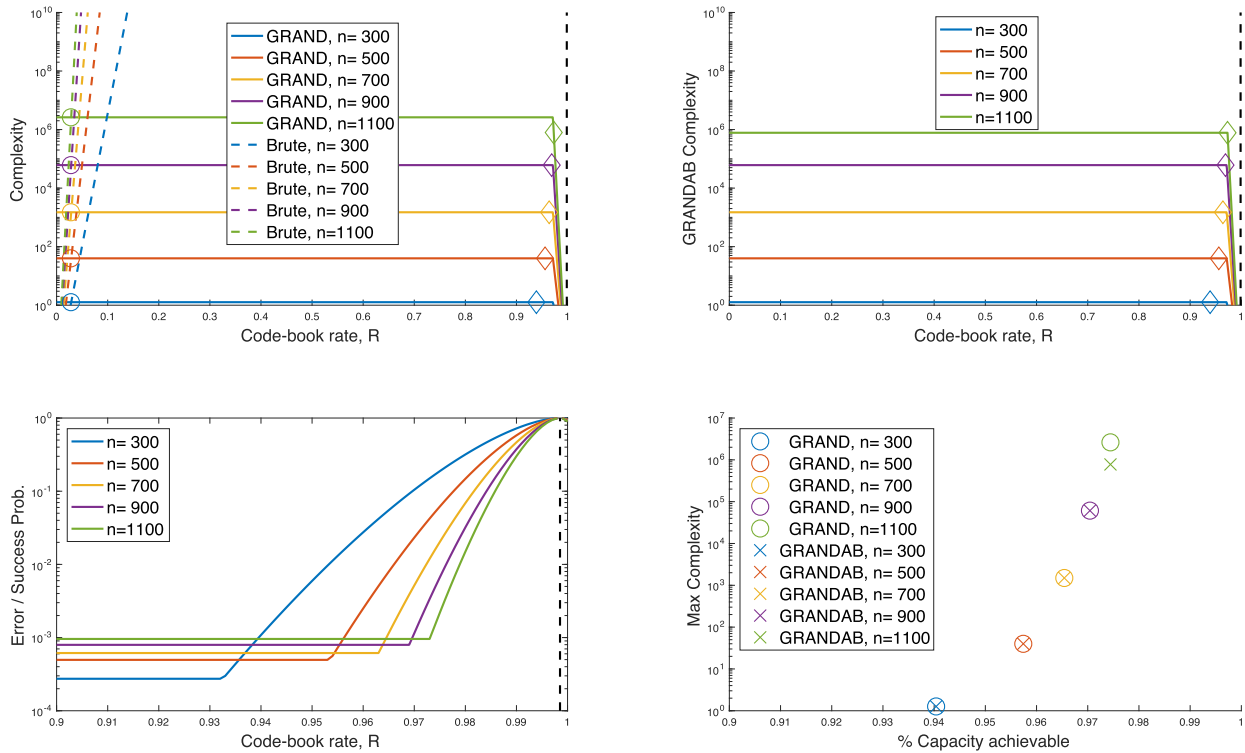 Complexity
10^10
10^8
10^6
10^4
10^2
10^0
0 0.1 0.2 0.3 0.4 0.5 0.6 0.7 0.8 0.9 1
Code-book rate, R
GRAND, n= 300
GRAND, n= 500
GRAND, n= 700
GRAND, n= 900
GRAND, n=1100
Brute, n= 300
Brute, n= 500
Brute, n= 700
Brute, n= 900
Brute, n=1100
GRANDAB Complexity
10^10
10^8
10^6
10^4
10^2
10^0
0 0.1 0.2 0.3 0.4 0.5 0.6 0.7 0.8 0.9 1
Code-book rate, R
n= 300
n= 500
n= 700
n= 900
n=1100
Error / Success Prob.
10^0
10^-1
10^-2
10^-3
10^-4
0.9 0.91 0.92 0.93 0.94 0.95 0.96 0.97 0.98 0.99 1
Code-book rate, R
n= 300
n= 500
n= 700
n= 900
n=1100
Max Complexity
10^7
10^6
10^5
10^4
10^3
10^2
10^1
10^0
0.9 0.91 0.92 0.93 0.94 0.95 0.96 0.97 0.98 0.99 1
% Capacity achievable
GRAND, n= 300
GRAND, n= 500
GRAND, n= 700
GRAND, n= 900
GRAND, n=1100
GRANDAB, n= 300
GRANDAB, n= 500
GRANDAB, n= 700
GRANDAB, n= 900
GRANDAB, n=1100